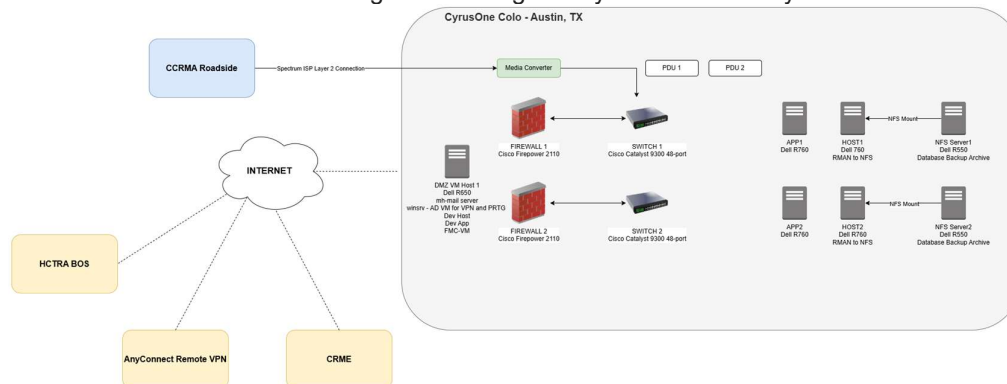 CyrusOne Colo - Austin, TX
CCRMA Roadside
Spectrum ISP Layer 2 Connection
Media Converter
PDU 1
PDU 2
FIREWALL 1
Cisco Firepower 2110
SWITCH 1
Cisco Catalyst 9300 48-port
APP1
Dell R760
HOST1
Dell 760
RMAN to NFS
NFS Mount
NFS Server1
Dell R550
Database Backup Archive
INTERNET
DMZ VM Host 1
Dell R650
mh-mail server
winsrv - AD VM for VPN and PRTG
Dev Host
Dev App
FMC-VM
FIREWALL 2
Cisco Firepower 2110
SWITCH 2
Cisco Catalyst 9300 48-port
APP2
Dell R760
HOST2
Dell R760
RMAN to NFS
NFS Mount
NFS Server2
Dell R550
Database Backup Archive
HCTRA BOS
AnyConnect Remote VPN
CRME